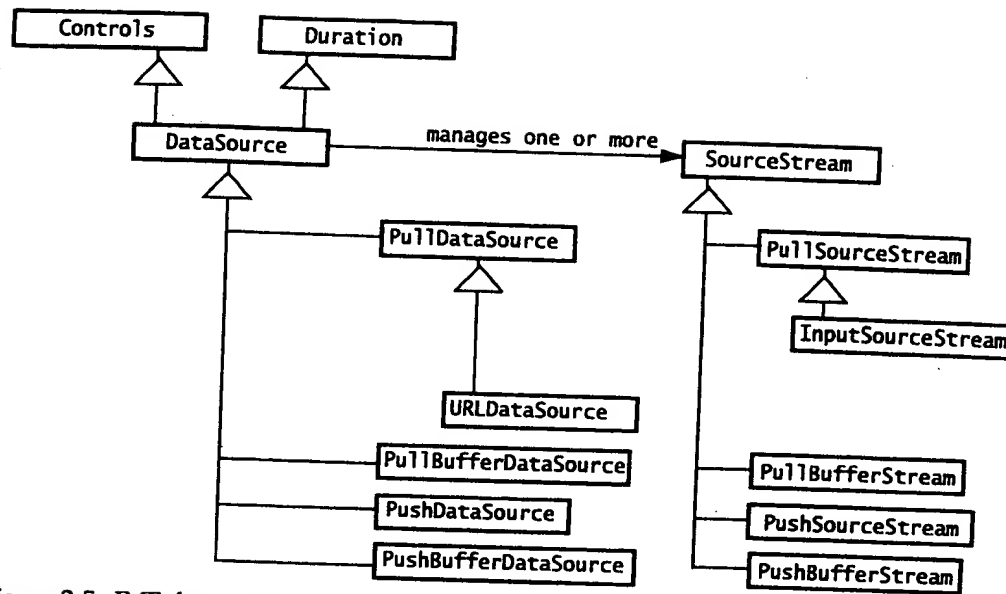 Controls
Duration
DataSource
manages one or more
SourceStream
PullDataSource
PullSourceStream
InputSourceStream
URLDataSource
PullBufferDataSource
PullBufferStream
PushDataSource
PushSourceStream
PushBufferDataSource
PushBufferStream